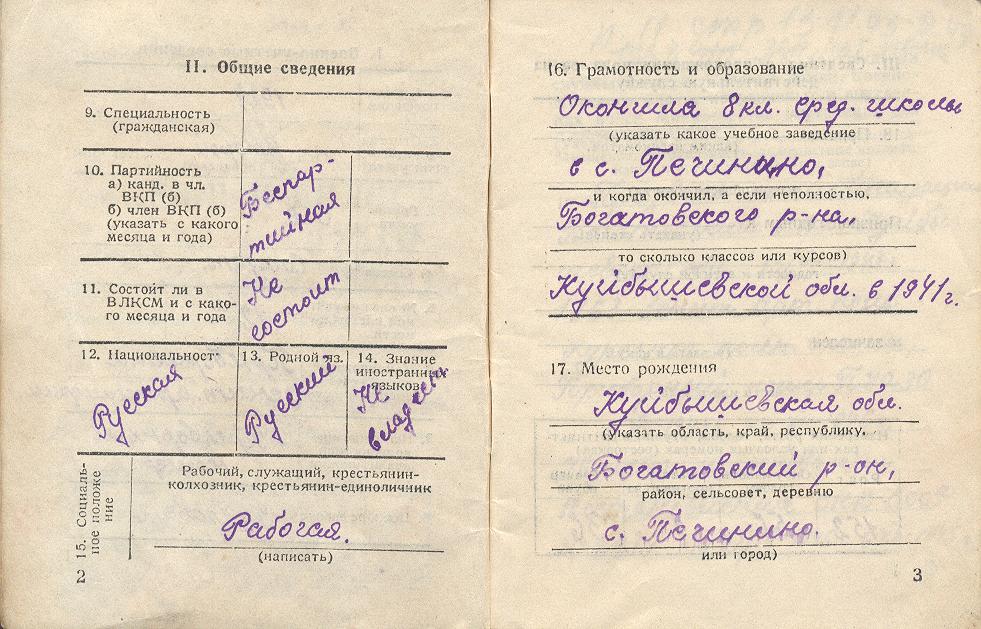 II. Общие сведения
9. Специальность
(гражданская)
10. Партийность
а) канд. в чл.
ВКП (б)
б) член ВКП (б)
(указать с какого
месяца и года)
Беспар-
тийная
11. Состоит ли в
ВЛКСМ и с како-
го месяца и года
Не
состоит
12. Национальност
Русская
13. Родной яз.
Русский
14. Знание
иностранных
языков
Не
владеет
15. Социаль-
ное положе
ние
Рабочий, служащий, крестьянин-
колхозник, крестьянин-единоличник
Рабочая.
(написать)
2
16. Грамотность и образование
Окончила 8 кл. сред. школы
(указать какое учебное заведение
в с. Печинино,
и когда окончил, а если неполностью,
Богатовского р-на,
то сколько классов или курсов)
Куйбышевской обл. в 1941 г.
17. Место рождения
Куйбышевская обл.
(указать область, край, республику,
Богатовский р-он,
район, сельсовет, деревню
с. Печинино.
или город)
3